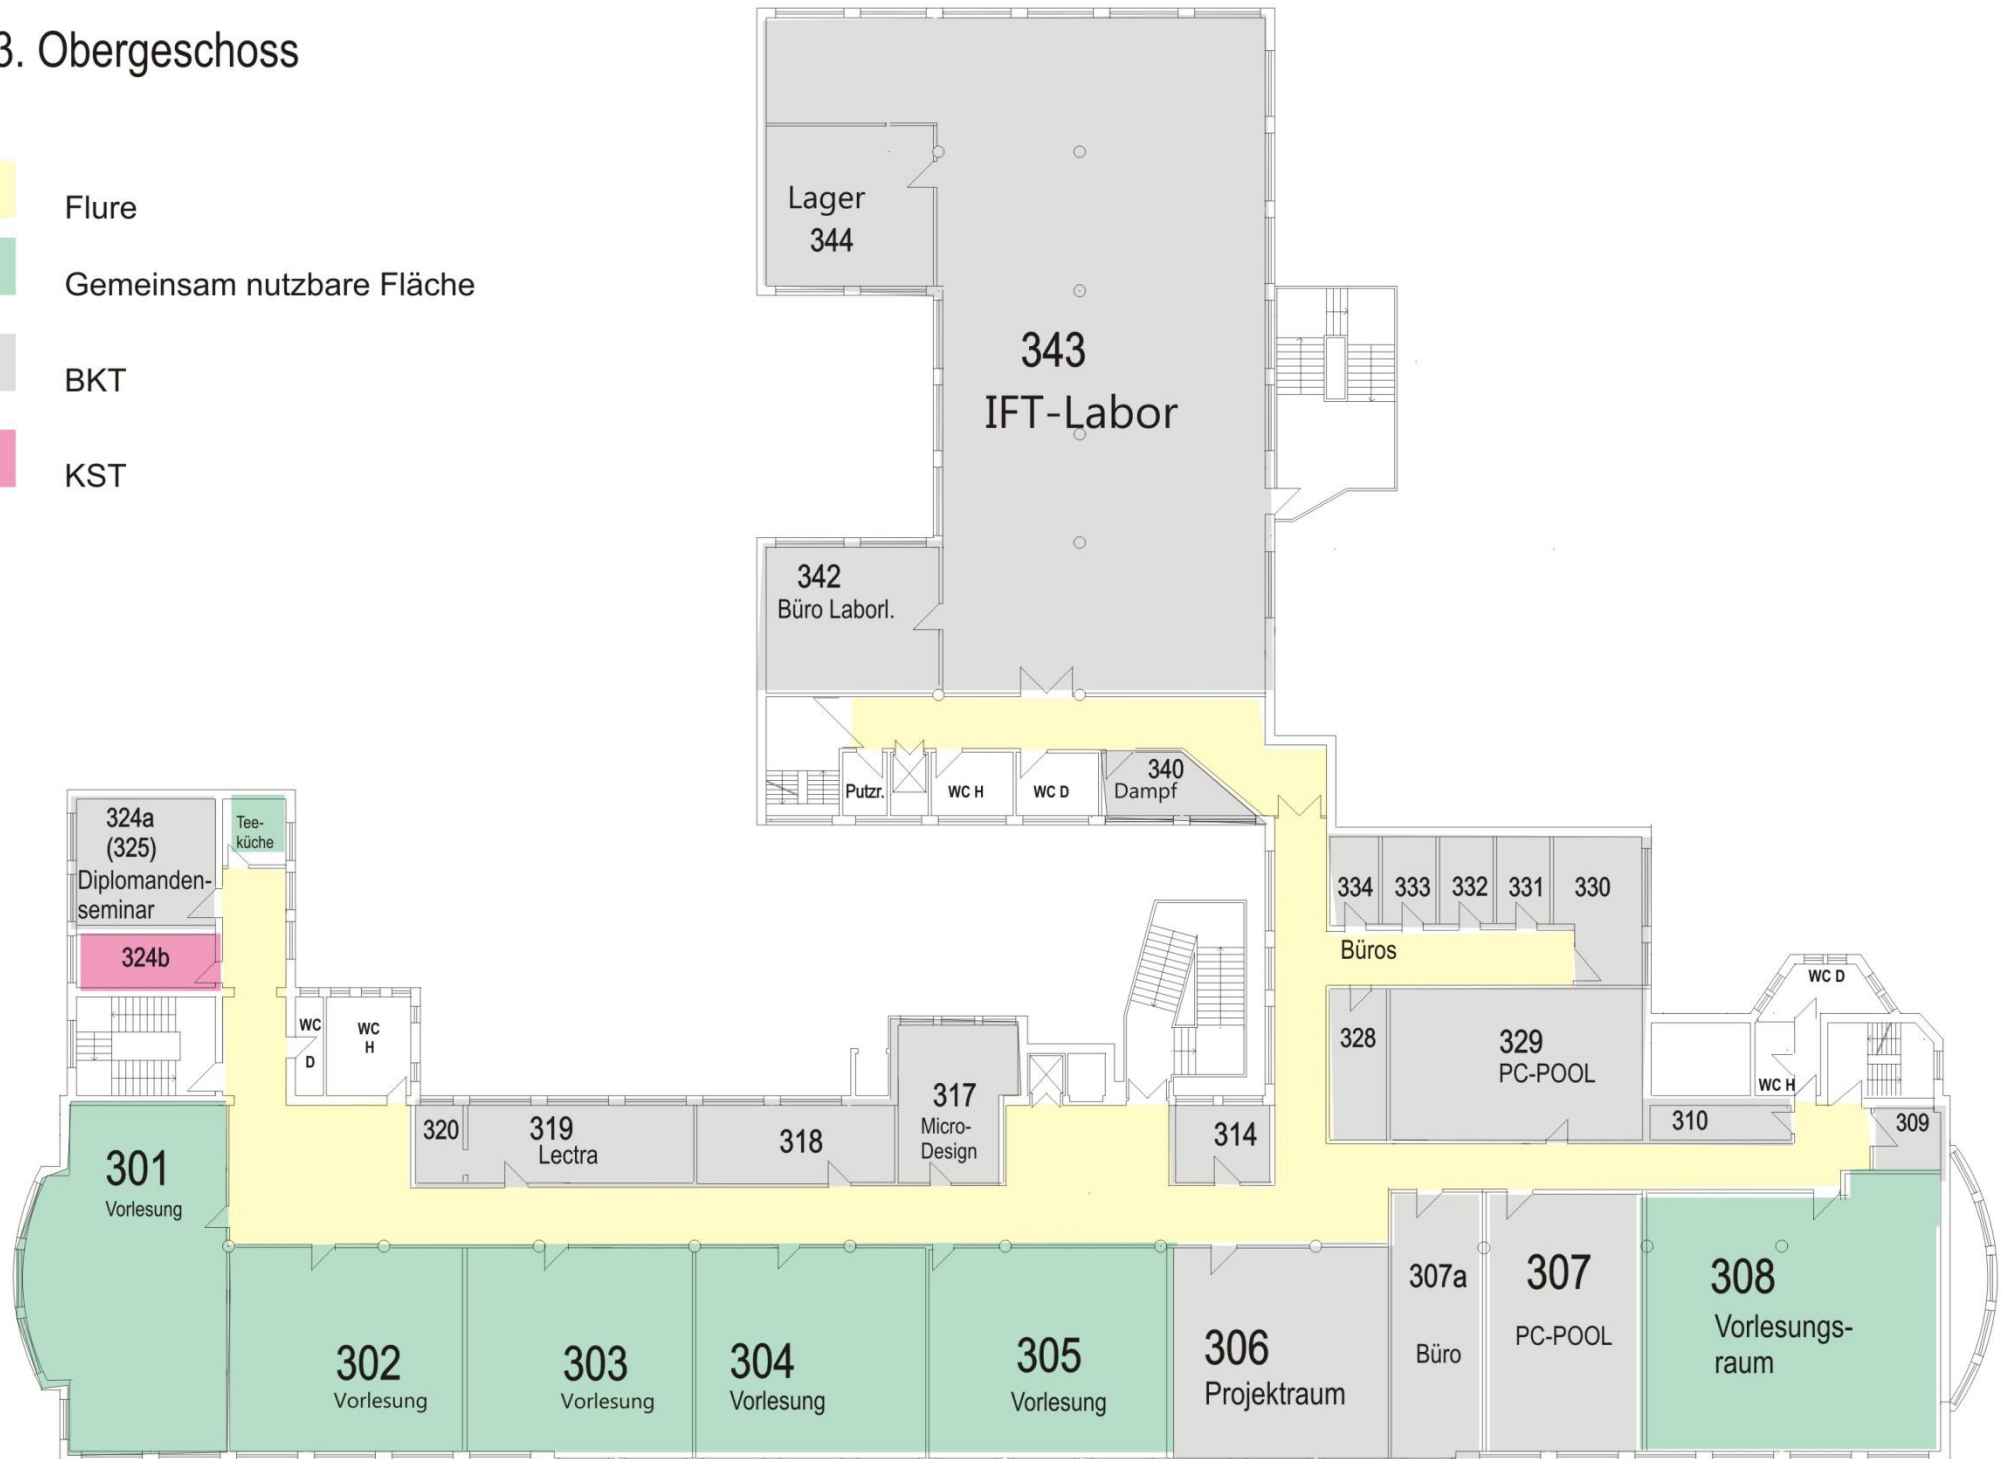 3. Obergeschoss
Flure
Gemeinsam nutzbare Fläche
BKT
KST
Lager
344
343
IFT-Labor
342
Büro Laborl.
Putzr.
WC H
WC D
340
Dampf
324a
(325)
Diplomanden-
seminar
Tee-
küche
324b
WC
D
WC
H
334
333
332
331
330
Büros
328
329
PC-POOL
WC D
WC H
310
309
320
319
Lectra
318
317
Micro-
Design
314
301
Vorlesung
302
Vorlesung
303
Vorlesung
304
Vorlesung
305
Vorlesung
306
Projektraum
307a
Büro
307
PC-POOL
308
Vorlesungs-
raum